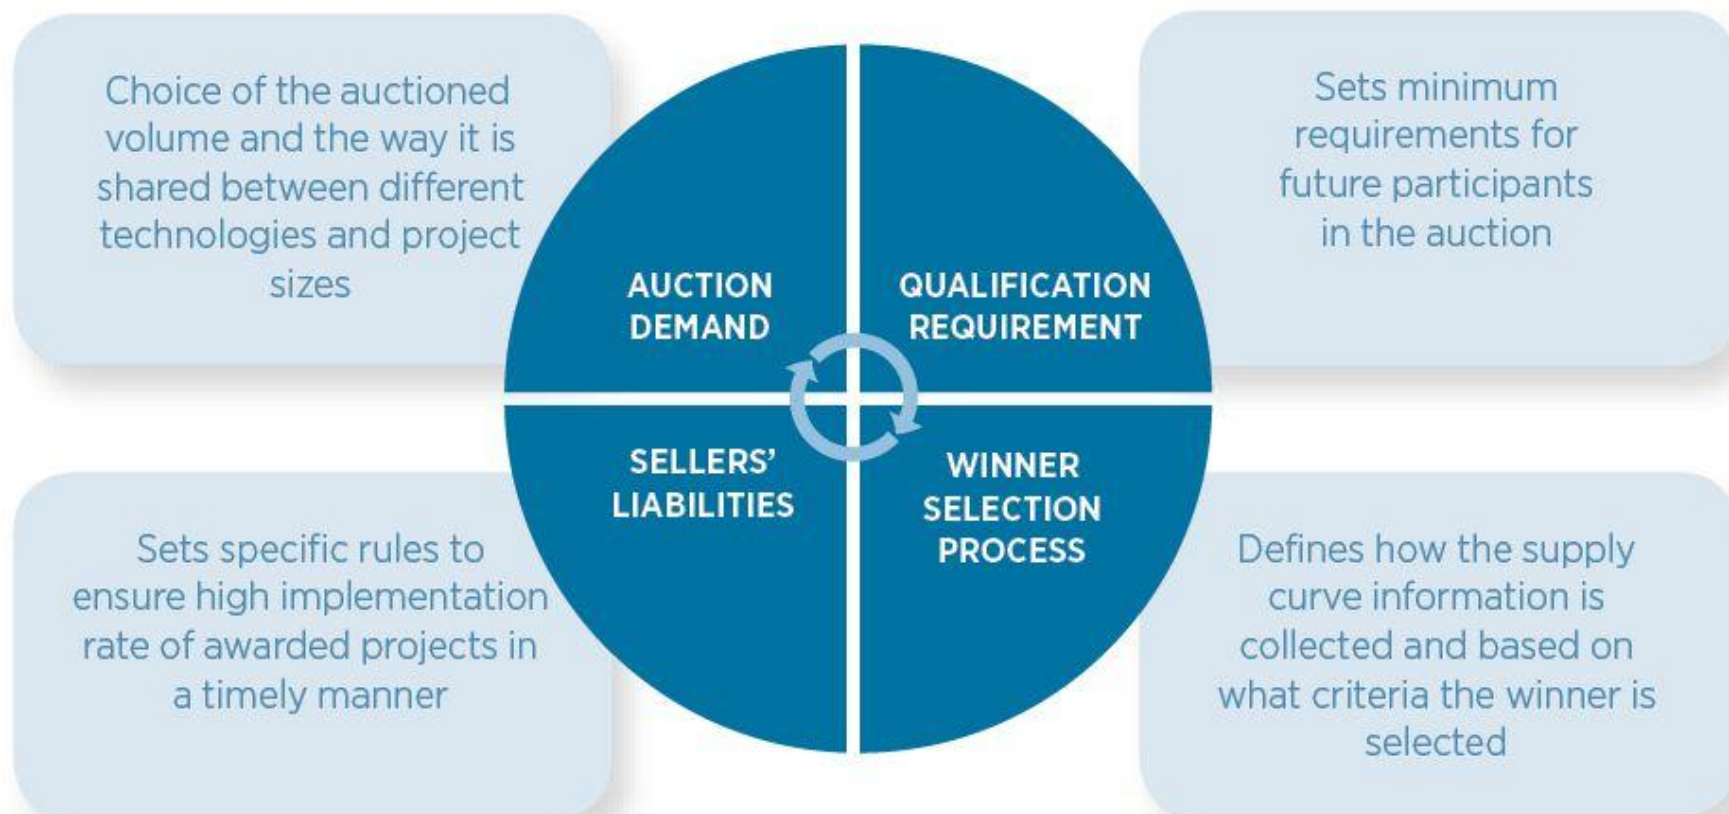 Choice of the auctioned
volume and the way it is
shared between different
technologies and project
sizes
AUCTION
DEMAND
QUALIFICATION
REQUIREMENT
Sets minimum
requirements for
future participants
in the auction
Sets specific rules to
ensure high implementation
rate of awarded projects in
a timely manner
SELLERS’
LIABILITIES
WINNER
SELECTION
PROCESS
Defines how the supply
curve information is
collected and based on
what criteria the winner is
selected